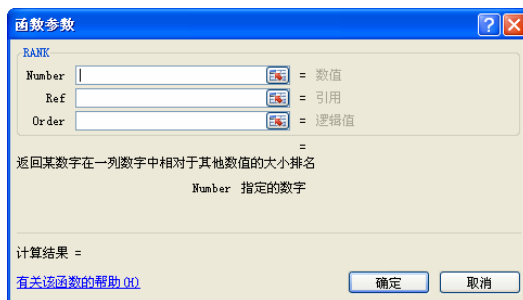 函数参数
RANK
Number = 数值
Ref = 引用
Order = 逻辑值
=
返回某数字在一列数字中相对于其他数值的大小排名
Number 指定的数字
计算结果 =
有关该函数的帮助(H) 确定 取消